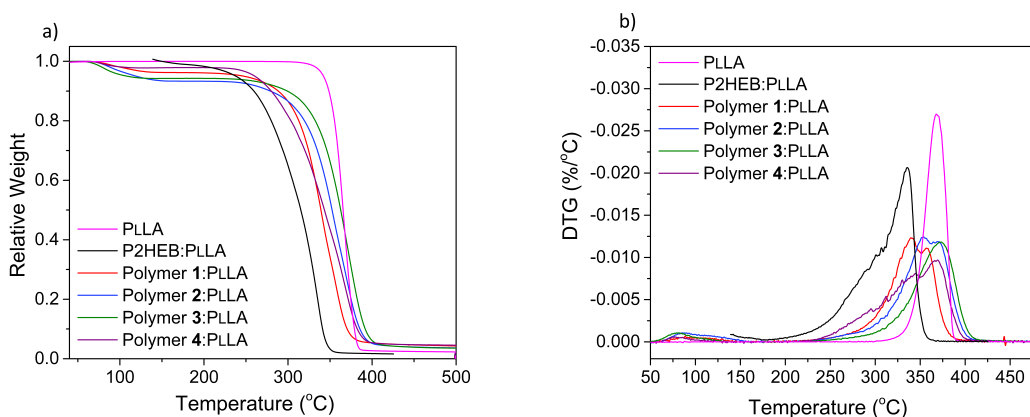 a)
1.0
0.8
0.6
0.4
0.2
0.0
Relative Weight
PLLA
P2HEB:PLLA
Polymer 1:PLLA
Polymer 2:PLLA
Polymer 3:PLLA
Polymer 4:PLLA
100 200 300 400 500
Temperature (°C)
b)
-0.035
-0.030
-0.025
-0.020
-0.015
-0.010
-0.005
0.000
DTG (%/°C)
PLLA
P2HEB:PLLA
Polymer 1:PLLA
Polymer 2:PLLA
Polymer 3:PLLA
Polymer 4:PLLA
50 100 150 200 250 300 350 400 450
Temperature (°C)